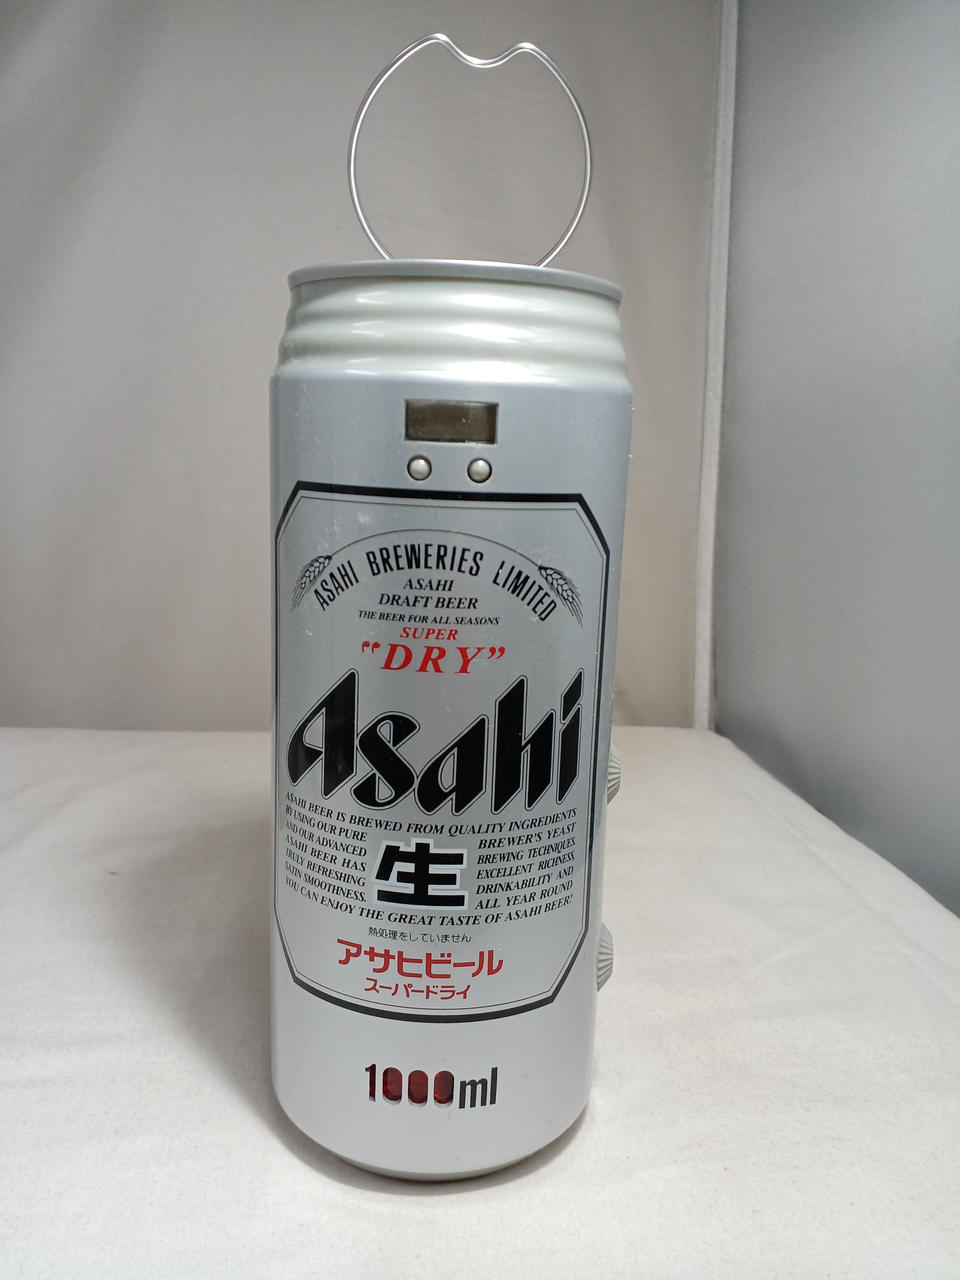 ASAHI BREWERIES LIMITED
ASAHI
DRAFT BEER
THE BEER FOR ALL SEASONS
SUPER
"DRY"
Asahi
ASAHI BEER IS BREWED FROM QUALITY INGREDIENTS
BY USING OUR PURE BREWER'S YEAST
AND OUR ADVANCED BREWING TECHNIQUES.
ASAHI BEER HAS EXCELLENT RICHNESS,
TRULY REFRESHING DRINKABILITY AND
SATIN SMOOTHNESS. ALL YEAR ROUND
生
YOU CAN ENJOY THE GREAT TASTE OF ASAHI BEER!
熱処理をしていません
アサヒビール
スーパードライ
1000ml